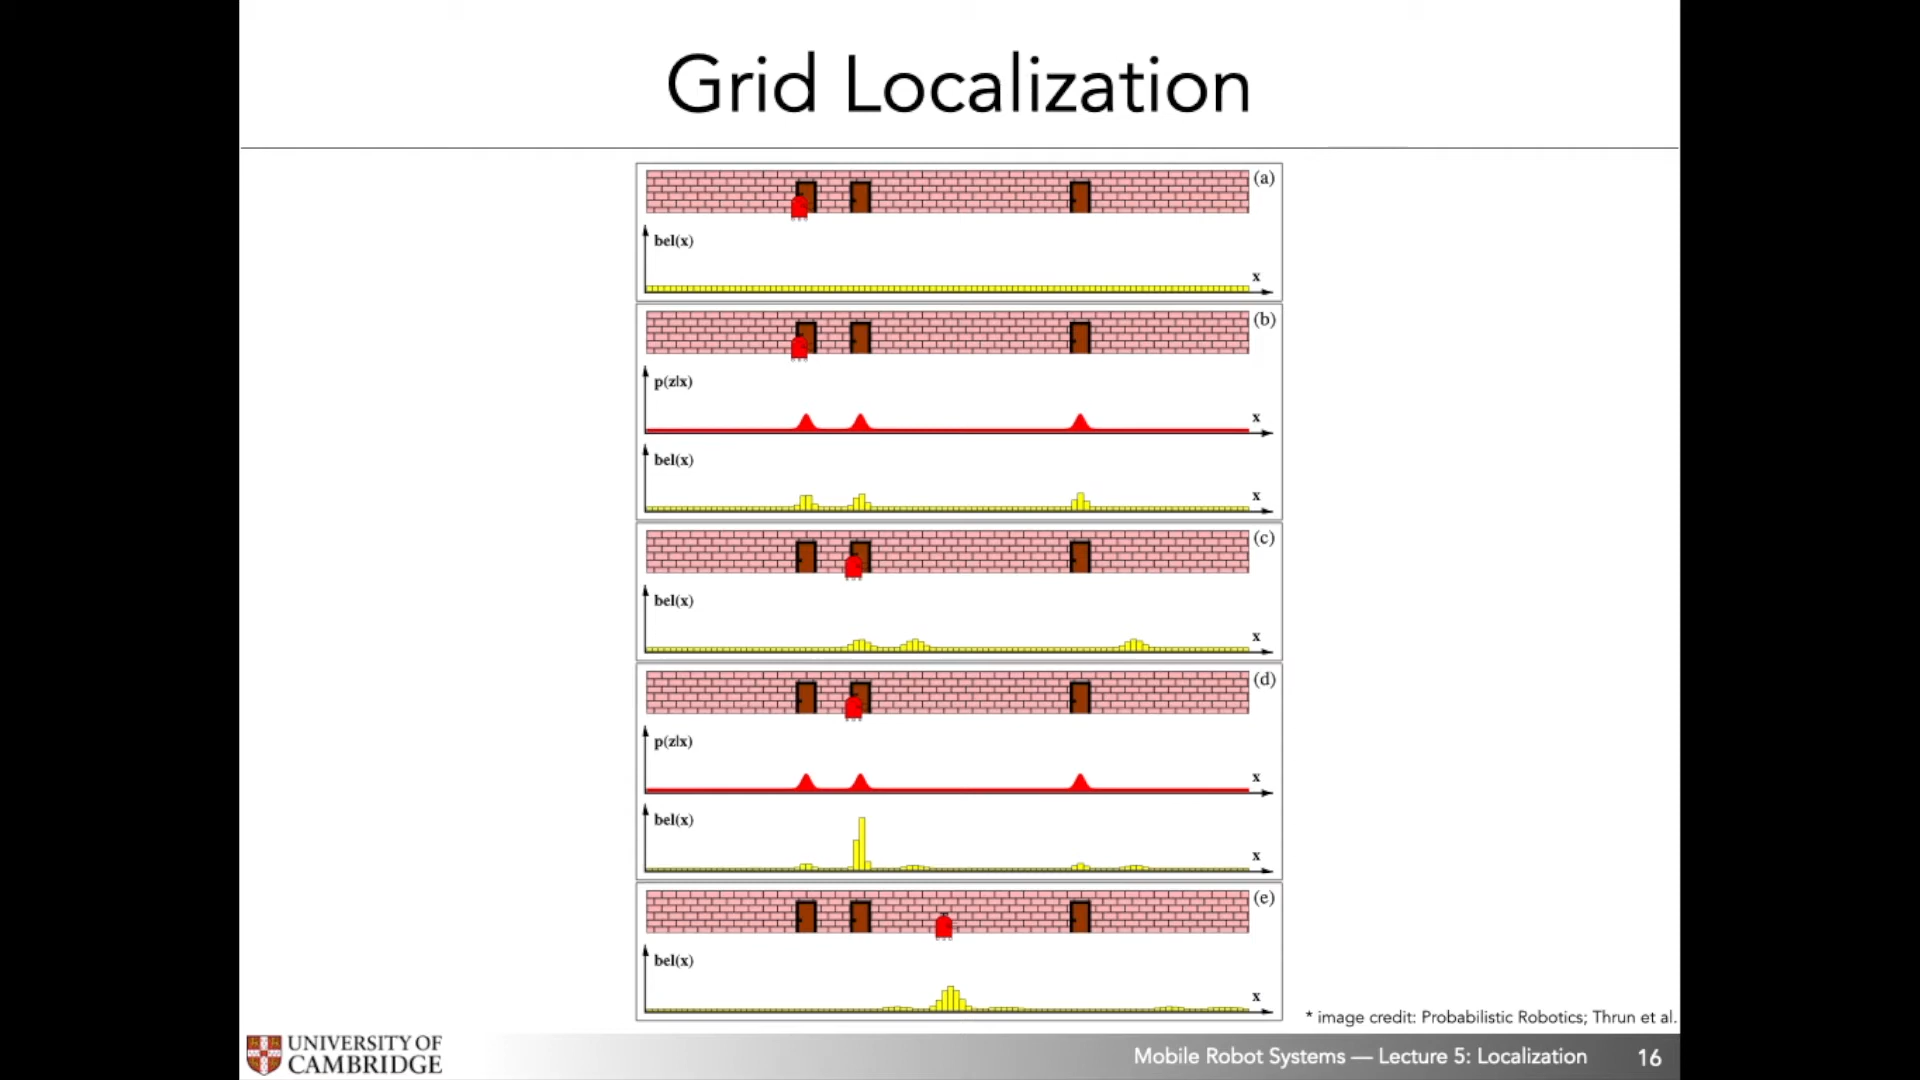 Grid Localization
(a)
bel(x)
x
(b)
p(z|x)
x
bel(x)
x
(c)
bel(x)
x
(d)
p(z|x)
x
bel(x)
x
(e)
bel(x)
x
* image credit: Probabilistic Robotics; Thrun et al.
UNIVERSITY OF
CAMBRIDGE
Mobile Robot Systems — Lecture 5: Localization 16